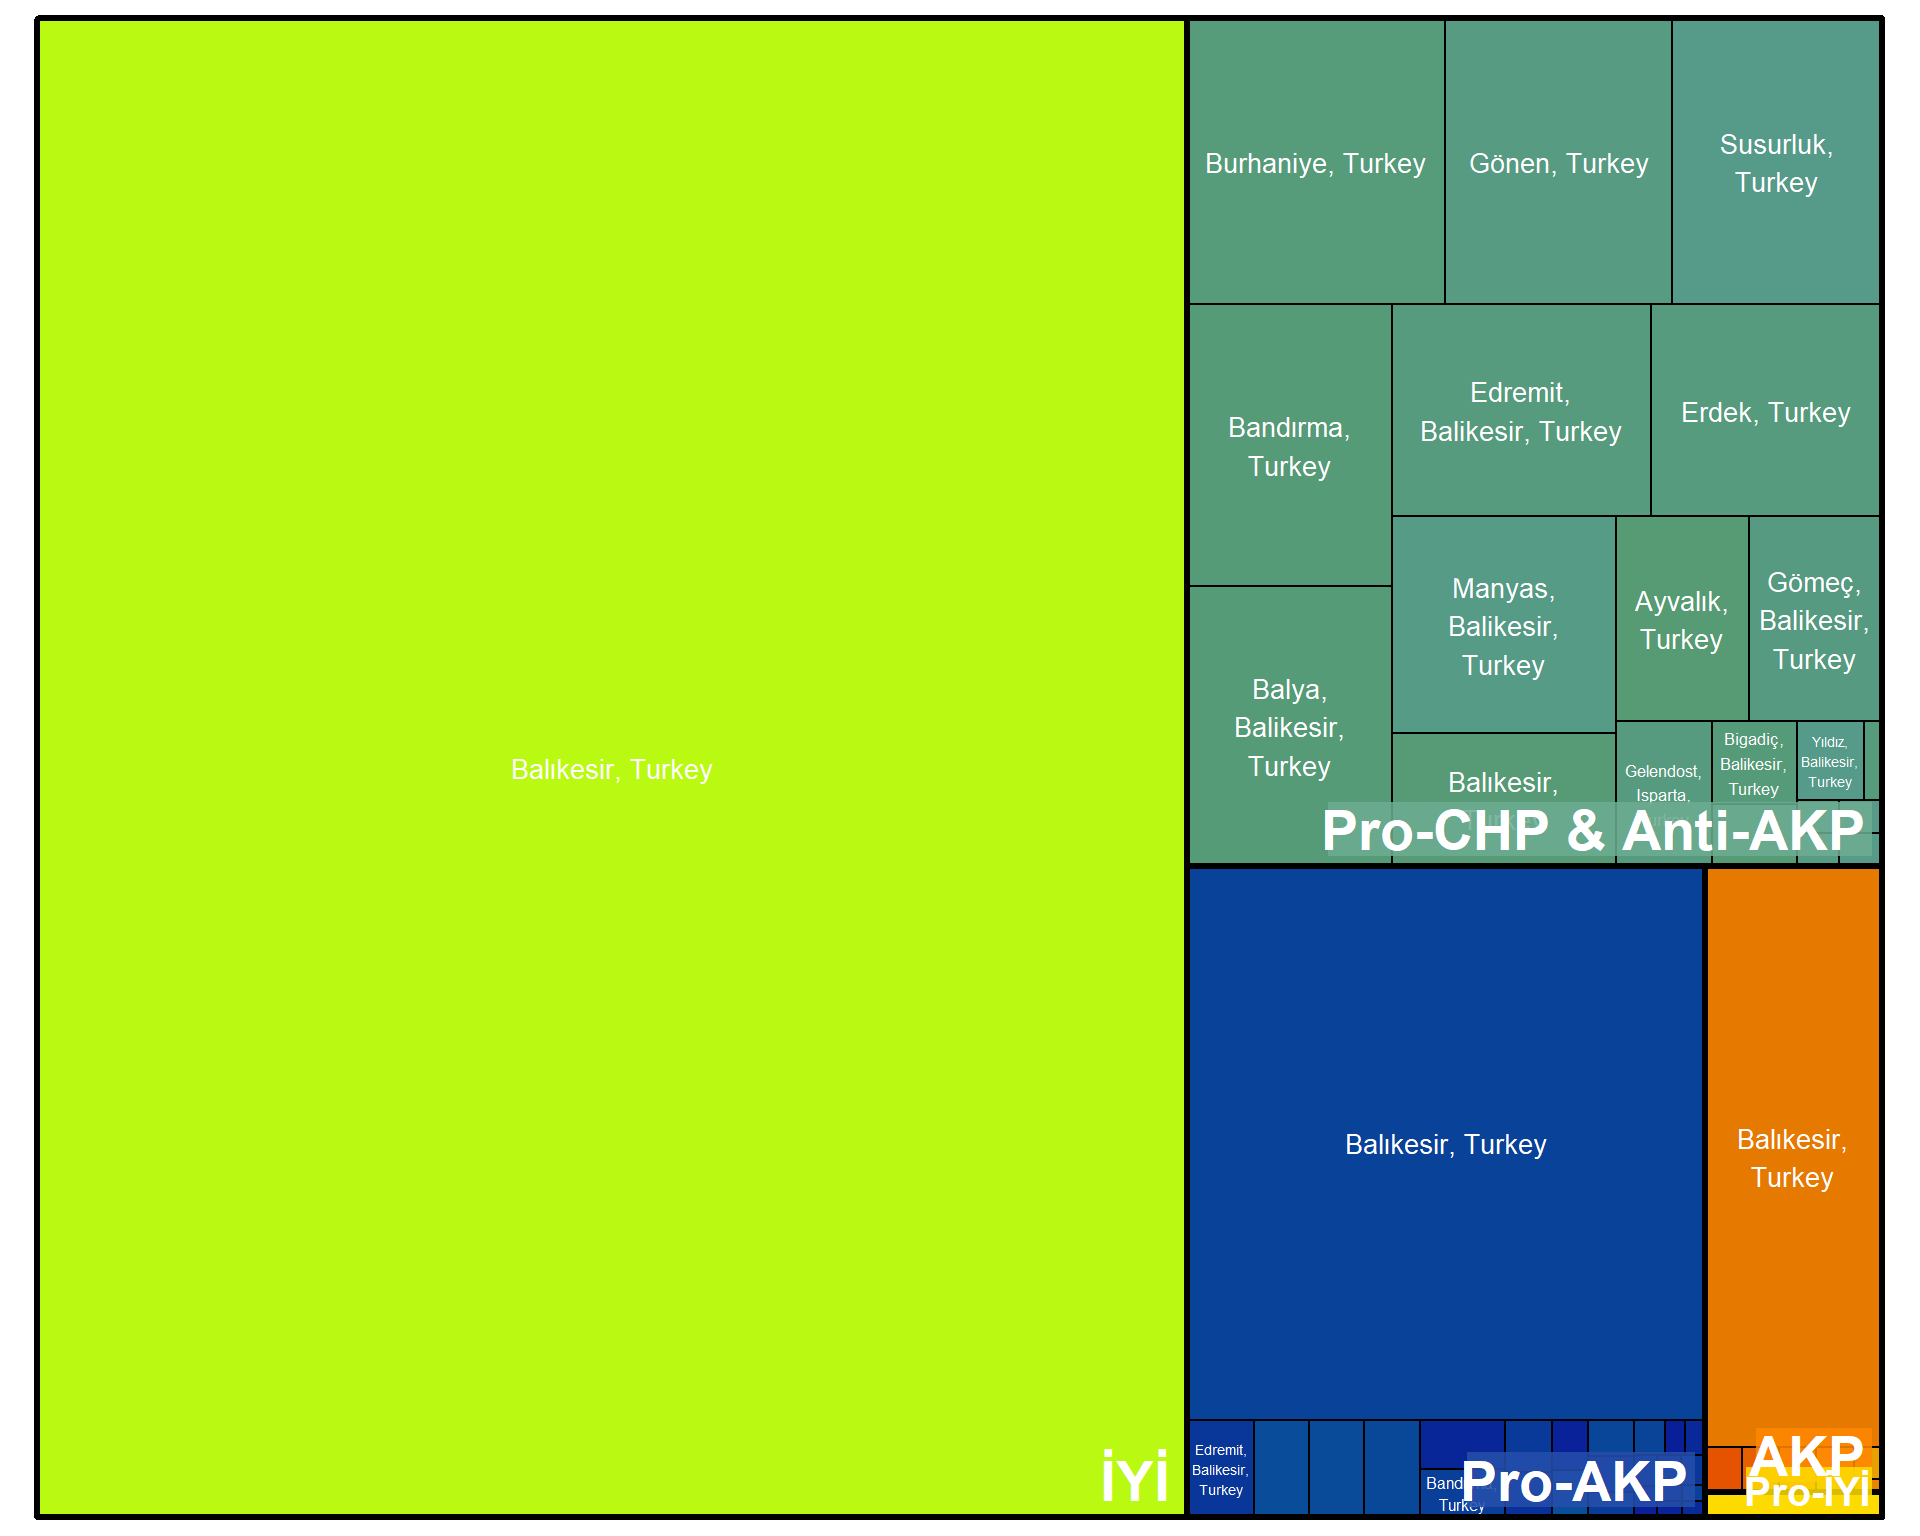 Balıkesir, Turkey
İYİ
Burhaniye, Turkey
Gönen, Turkey
Susurluk,
Turkey
Bandırma,
Turkey
Edremit,
Balikesir, Turkey
Erdek, Turkey
Balya,
Balikesir,
Turkey
Manyas,
Balikesir,
Turkey
Ayvalık,
Turkey
Gömeç,
Balikesir,
Turkey
Balıkesir,
Gelendost,
Isparta,
Bigadiç,
Balikesir,
Turkey
Yıldız,
Balikesir,
Turkey
Pro-CHP & Anti-AKP
Balıkesir, Turkey
Edremit,
Balikesir,
Turkey
Turkey
Pro-AKP
Balıkesir,
Turkey
AKP
Pro-İYİ